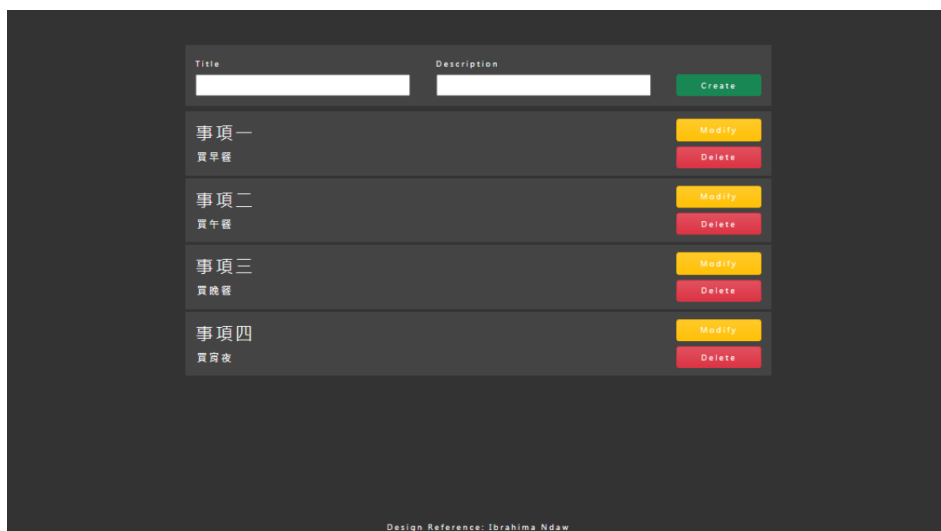 Title
Description
Create
事項一
買早餐
Modify
Delete
事項二
買午餐
Modify
Delete
事項三
買晚餐
Modify
Delete
事項四
買宵夜
Modify
Delete
Design Reference: Ibrahima Ndaw